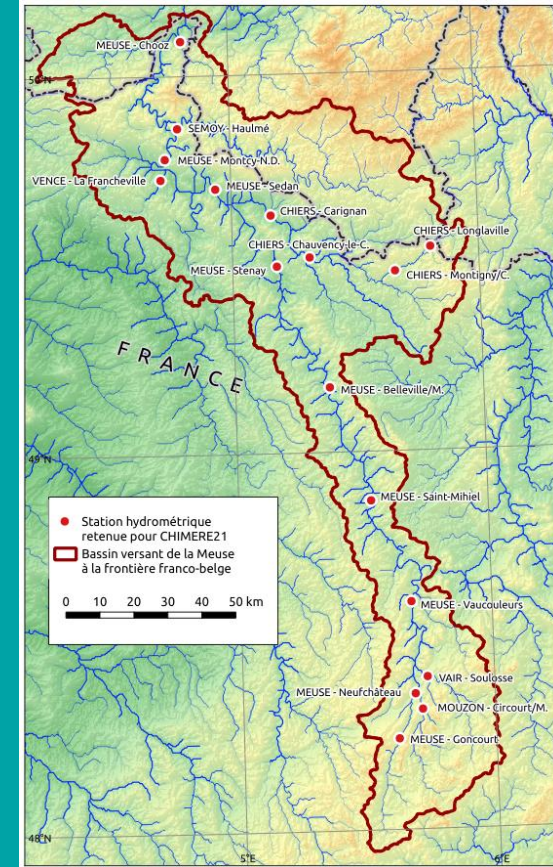 MEUSE - Chooz
50°N
SEMOY - Haulmé
MEUSE - Montcy-N.D.
VENCE - La Francheville
MEUSE - Sedan
CHIERS - Carignan
CHIERS - Longlaville
CHIERS - Chauvency-le-C.
MEUSE - Stenay
CHIERS - Montigny/C.
FRANCE
MEUSE - Belleville/M.
49°N
MEUSE - Saint-Mihiel
Station hydrométrique
retenue pour CHIMERE21
Bassin versant de la Meuse
à la frontière franco-belge
0 10 20 30 40 50 km
MEUSE - Vaucouleurs
VAIR - Soulosse
MEUSE - Neufchâteau
MOUZON - Circourt/M.
MEUSE - Goncourt
48°N
5°E
6°E